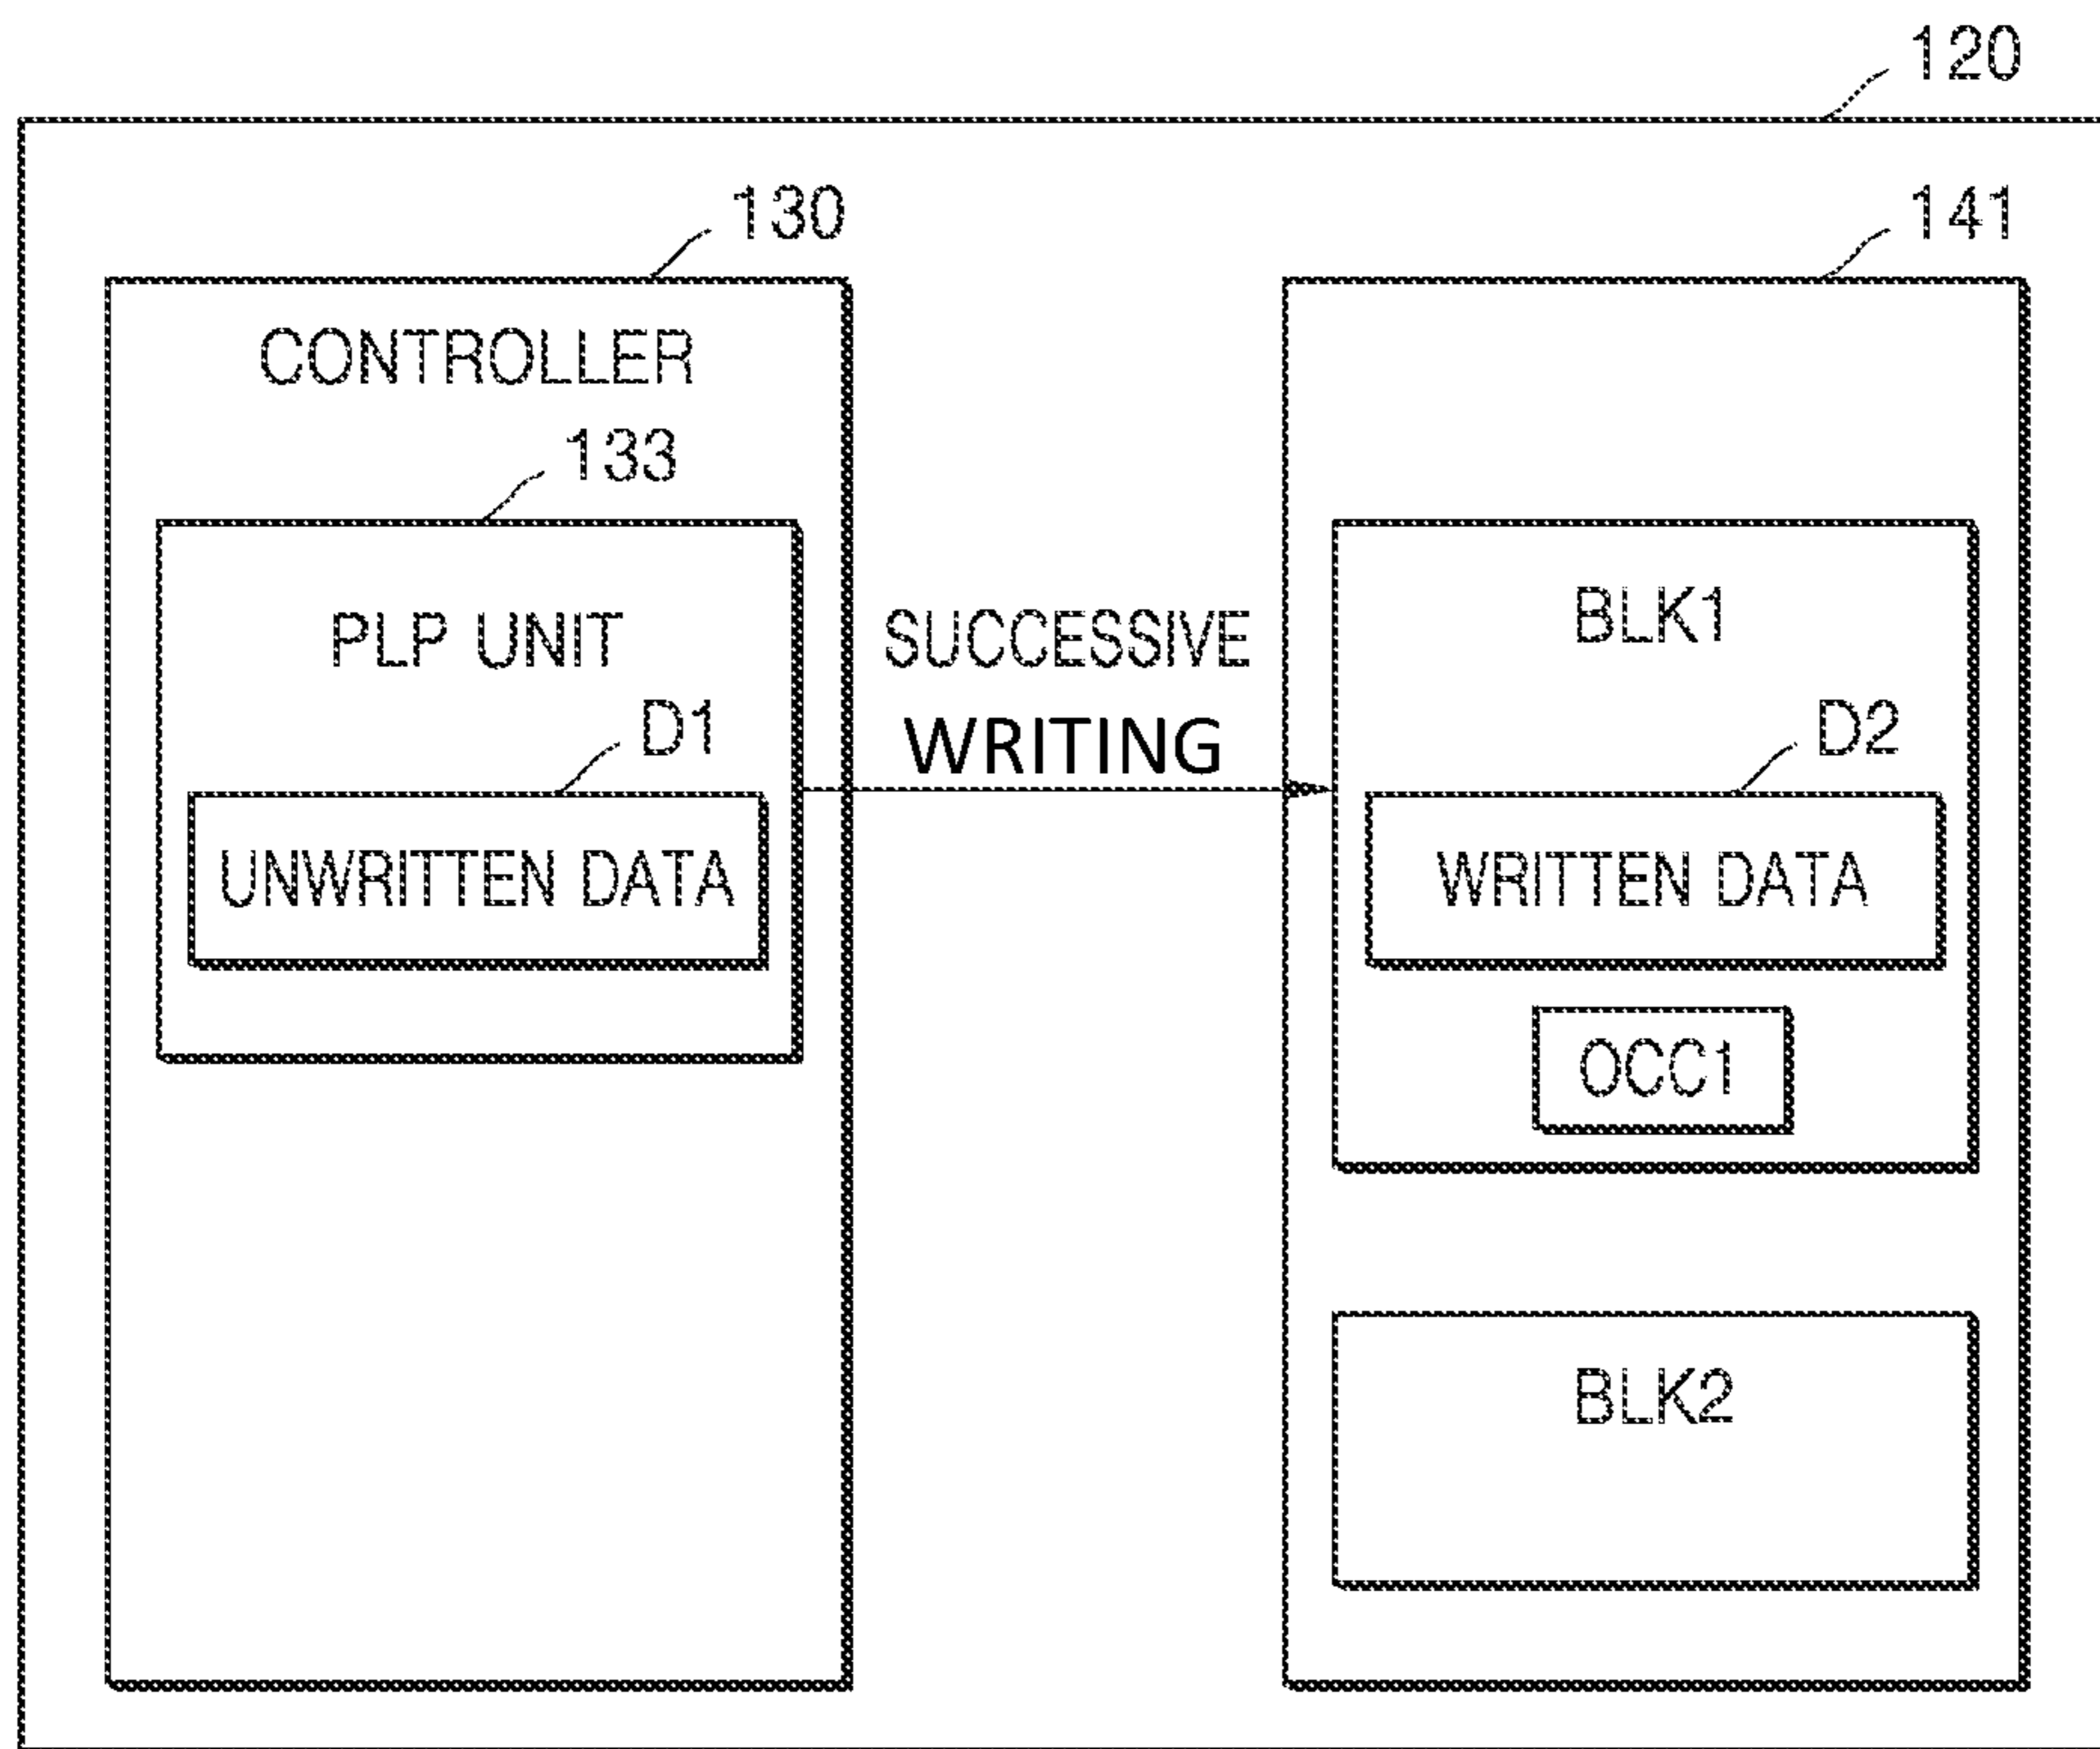 120
130
141
CONTROLLER
133
PLP UNIT
SUCCESSIVE
WRITING
BLK1
D1
D2
UNWRITTEN DATA
WRITTEN DATA
OCC1
BLK2